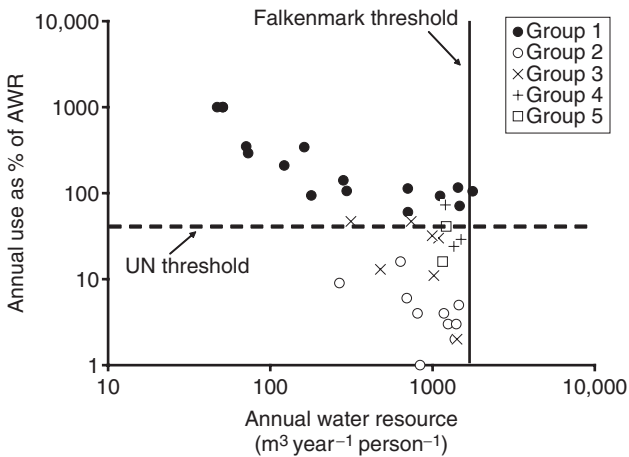 Falkenmark threshold
10,000
1000
100
10
1
Annual use as % of AWR
UN threshold
Group 1
Group 2
Group 3
Group 4
Group 5
10
100
1000
10,000
Annual water resource
(m³ year⁻¹ person⁻¹)